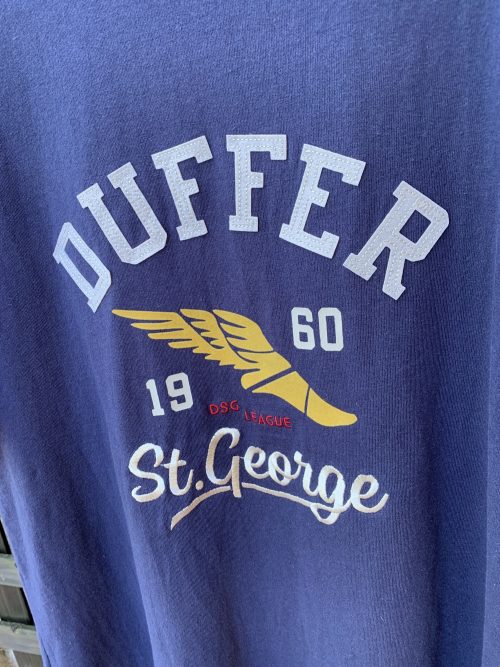 DUFFER
19 60
DSG LEAGUE
St. George